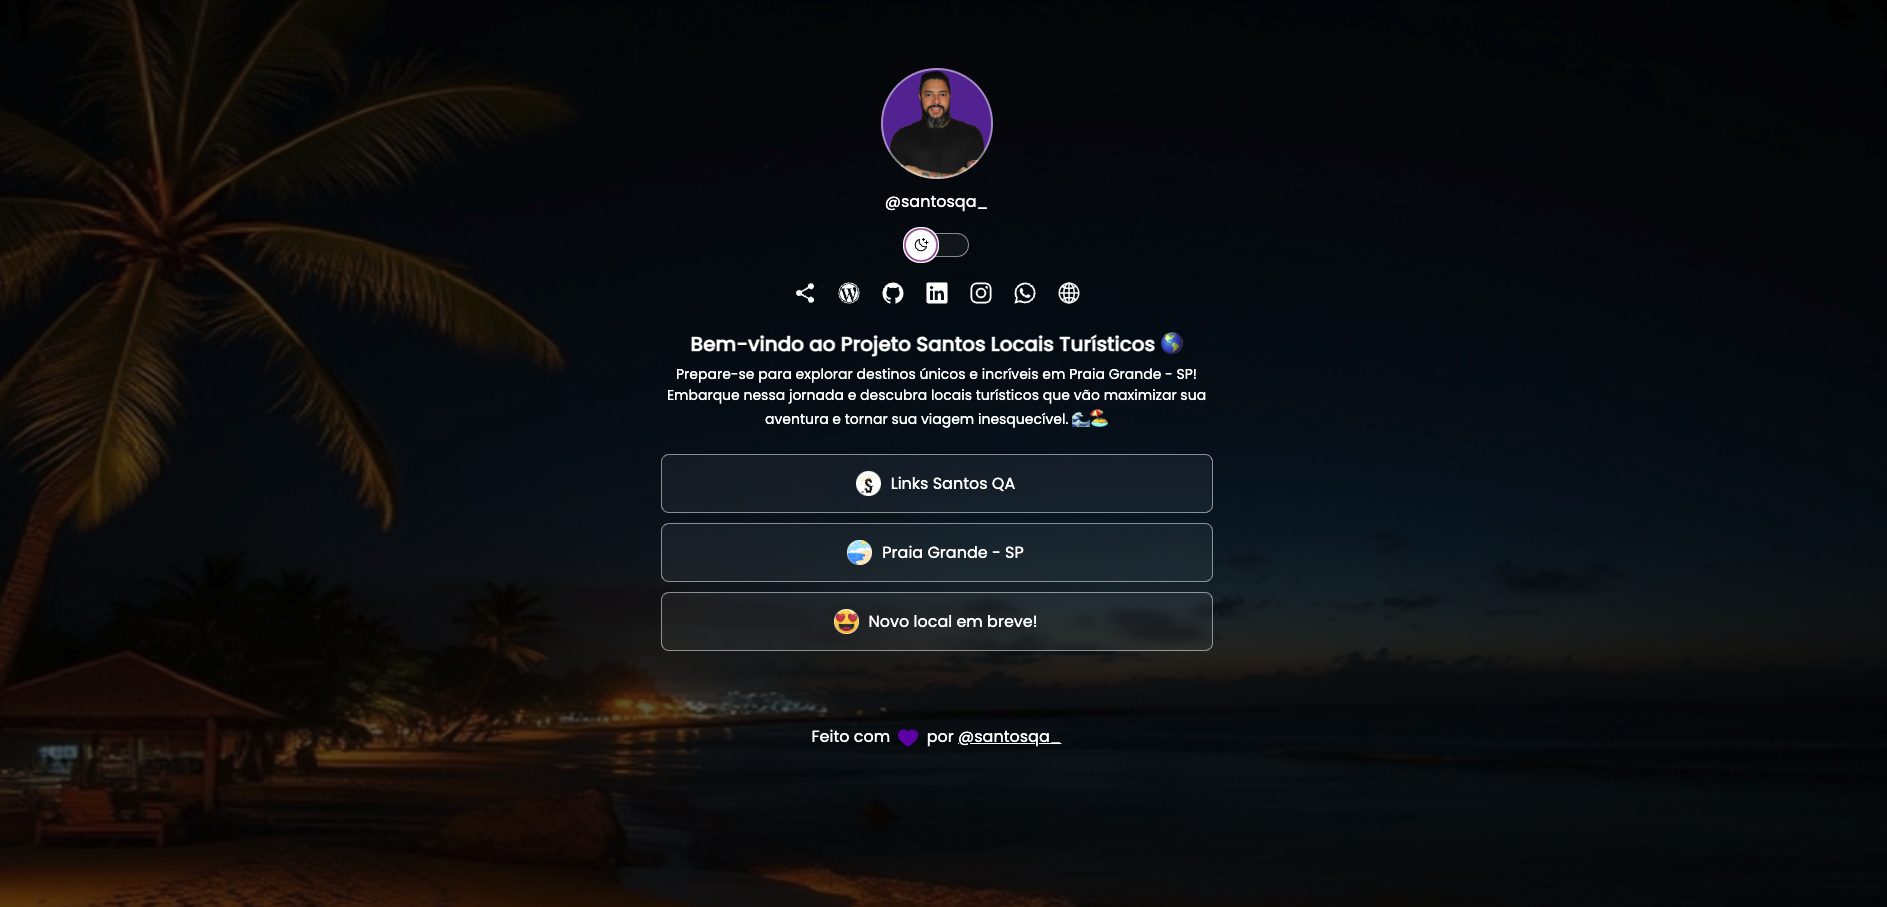 @santosqa_
Bem-vindo ao Projeto Santos Locais Turísticos 🌎
Prepare-se para explorar destinos únicos e incríveis em Praia Grande - SP!
Embarque nessa jornada e descubra locais turísticos que vão maximizar sua
aventura e tornar sua viagem inesquecível. 🌊🏖️
Links Santos QA
Praia Grande - SP
Novo local em breve!
Feito com 💜 por @santosqa_